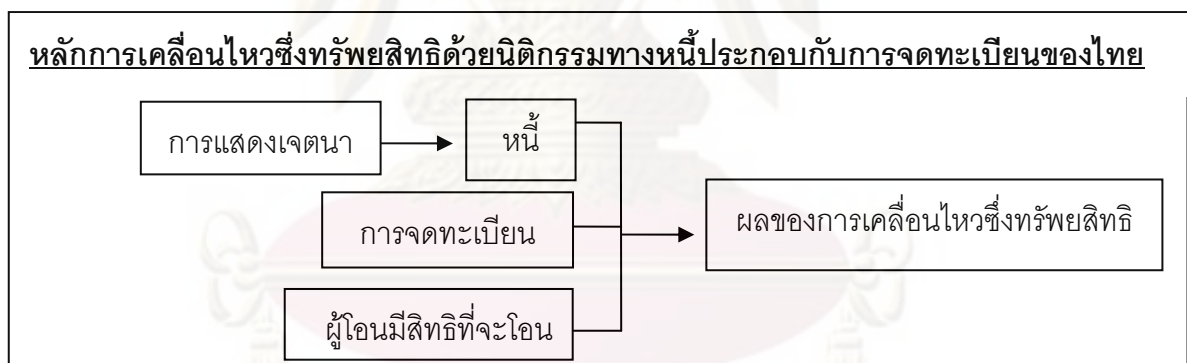 หลักการเคลื่อนไหวซึ่งทรัพยสิทธิด้วยนิติกรรมทางหนี้ประกอบกับการจดทะเบียนของไทย
การแสดงเจตนา
หนี้
การจดทะเบียน
ผลของการเคลื่อนไหวซึ่งทรัพยสิทธิ
ผู้โอนมีสิทธิที่จะโอน